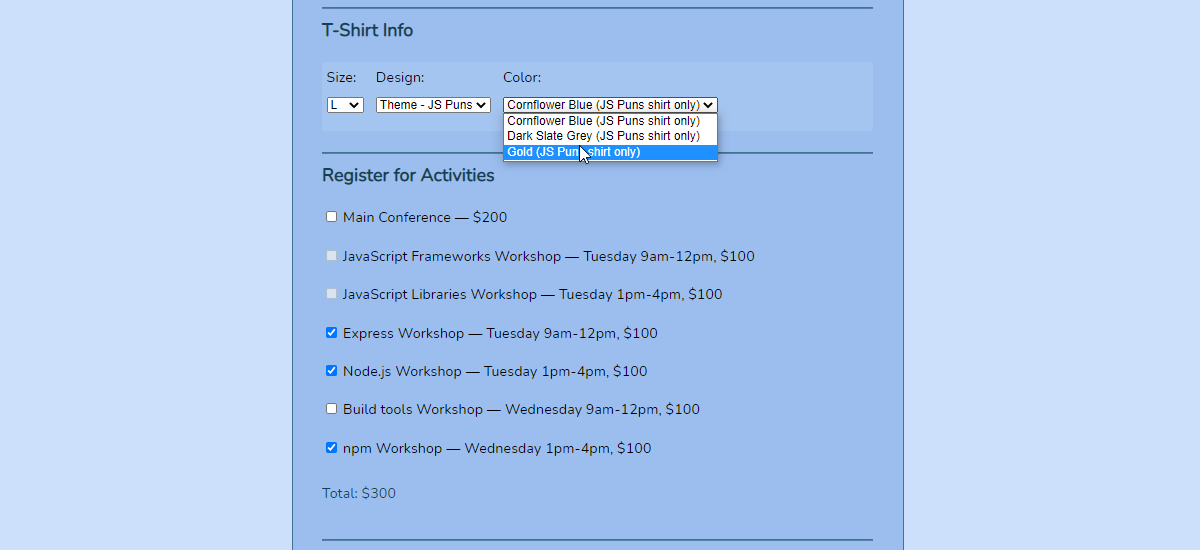 T-Shirt Info
Size: Design: Color:
L Theme - JS Puns Cornflower Blue (JS Puns shirt only)
Cornflower Blue (JS Puns shirt only)
Dark Slate Grey (JS Puns shirt only)
Gold (JS Puns shirt only)
Register for Activities
Main Conference — $200
JavaScript Frameworks Workshop — Tuesday 9am-12pm, $100
JavaScript Libraries Workshop — Tuesday 1pm-4pm, $100
Express Workshop — Tuesday 9am-12pm, $100
Node.js Workshop — Tuesday 1pm-4pm, $100
Build tools Workshop — Wednesday 9am-12pm, $100
npm Workshop — Wednesday 1pm-4pm, $100
Total: $300